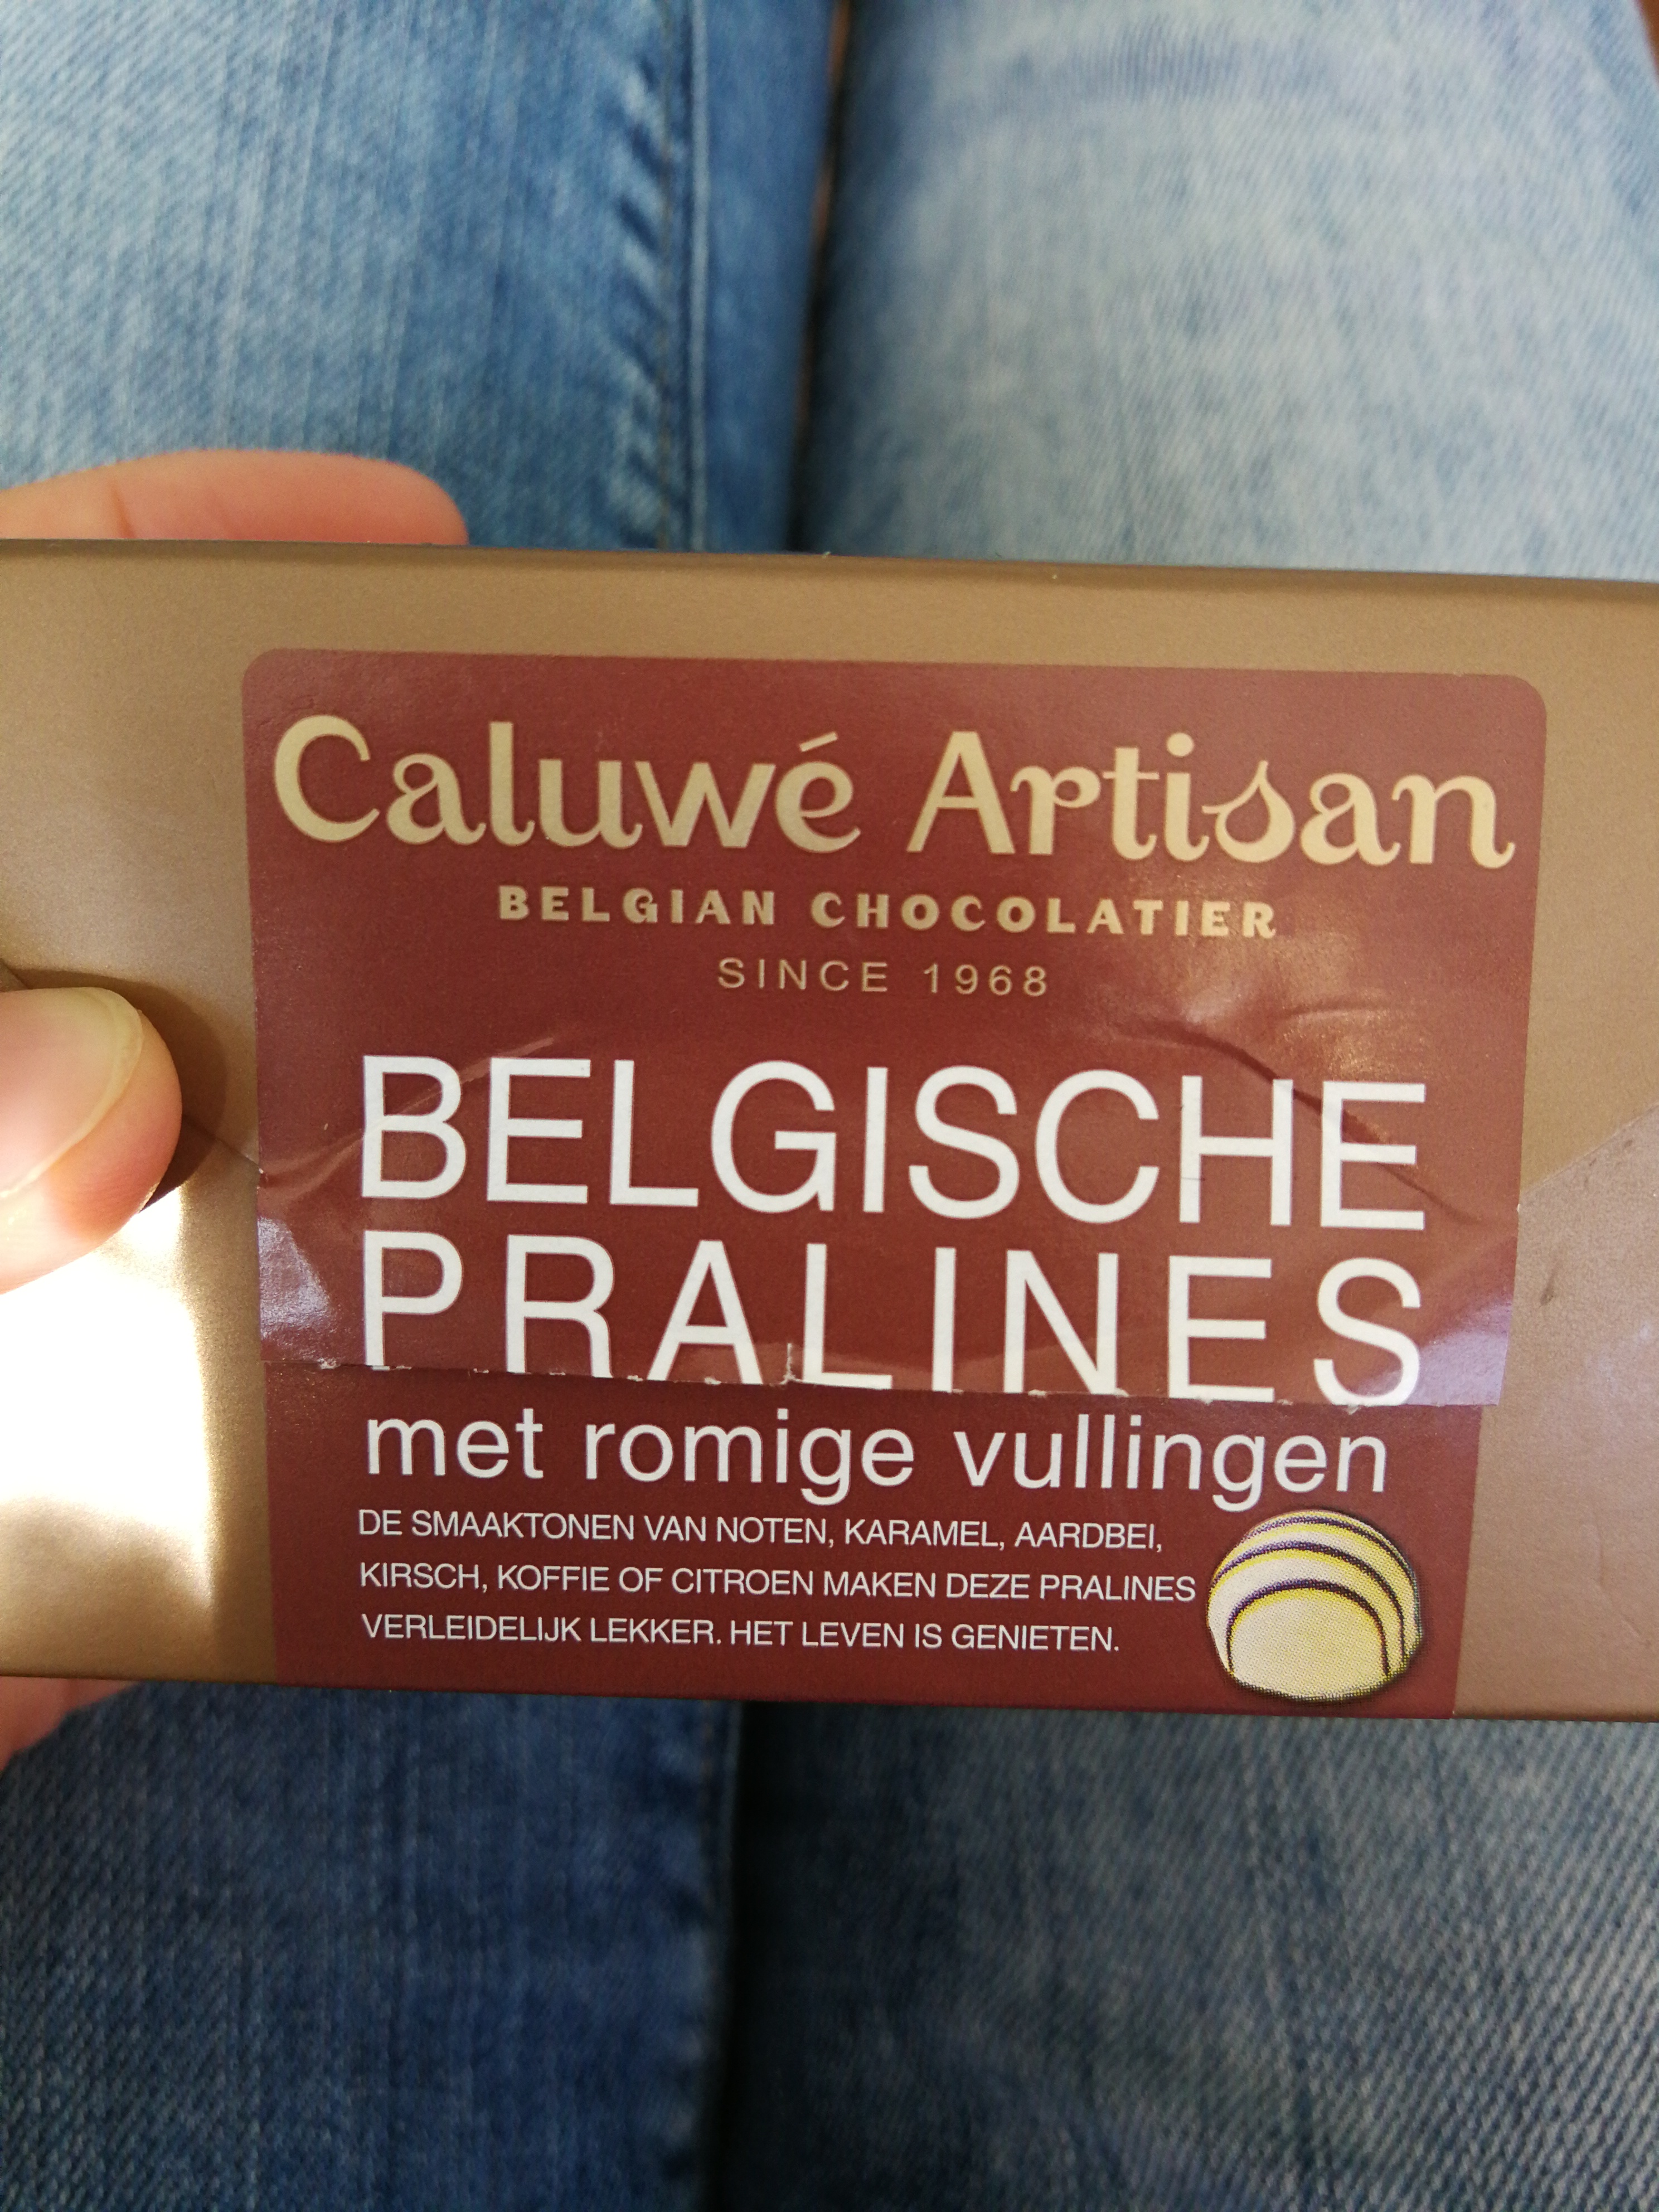 Caluwé Artisan
BELGIAN CHOCOLATIER
SINCE 1968
BELGISCHE
PRALINES
met romige vullingen
DE SMAAKTONEN VAN NOTEN, KARAMEL, AARDBEI,
KIRSCH, KOFFIE OF CITROEN MAKEN DEZE PRALINES
VERLEIDELIJK LEKKER. HET LEVEN IS GENIETEN.